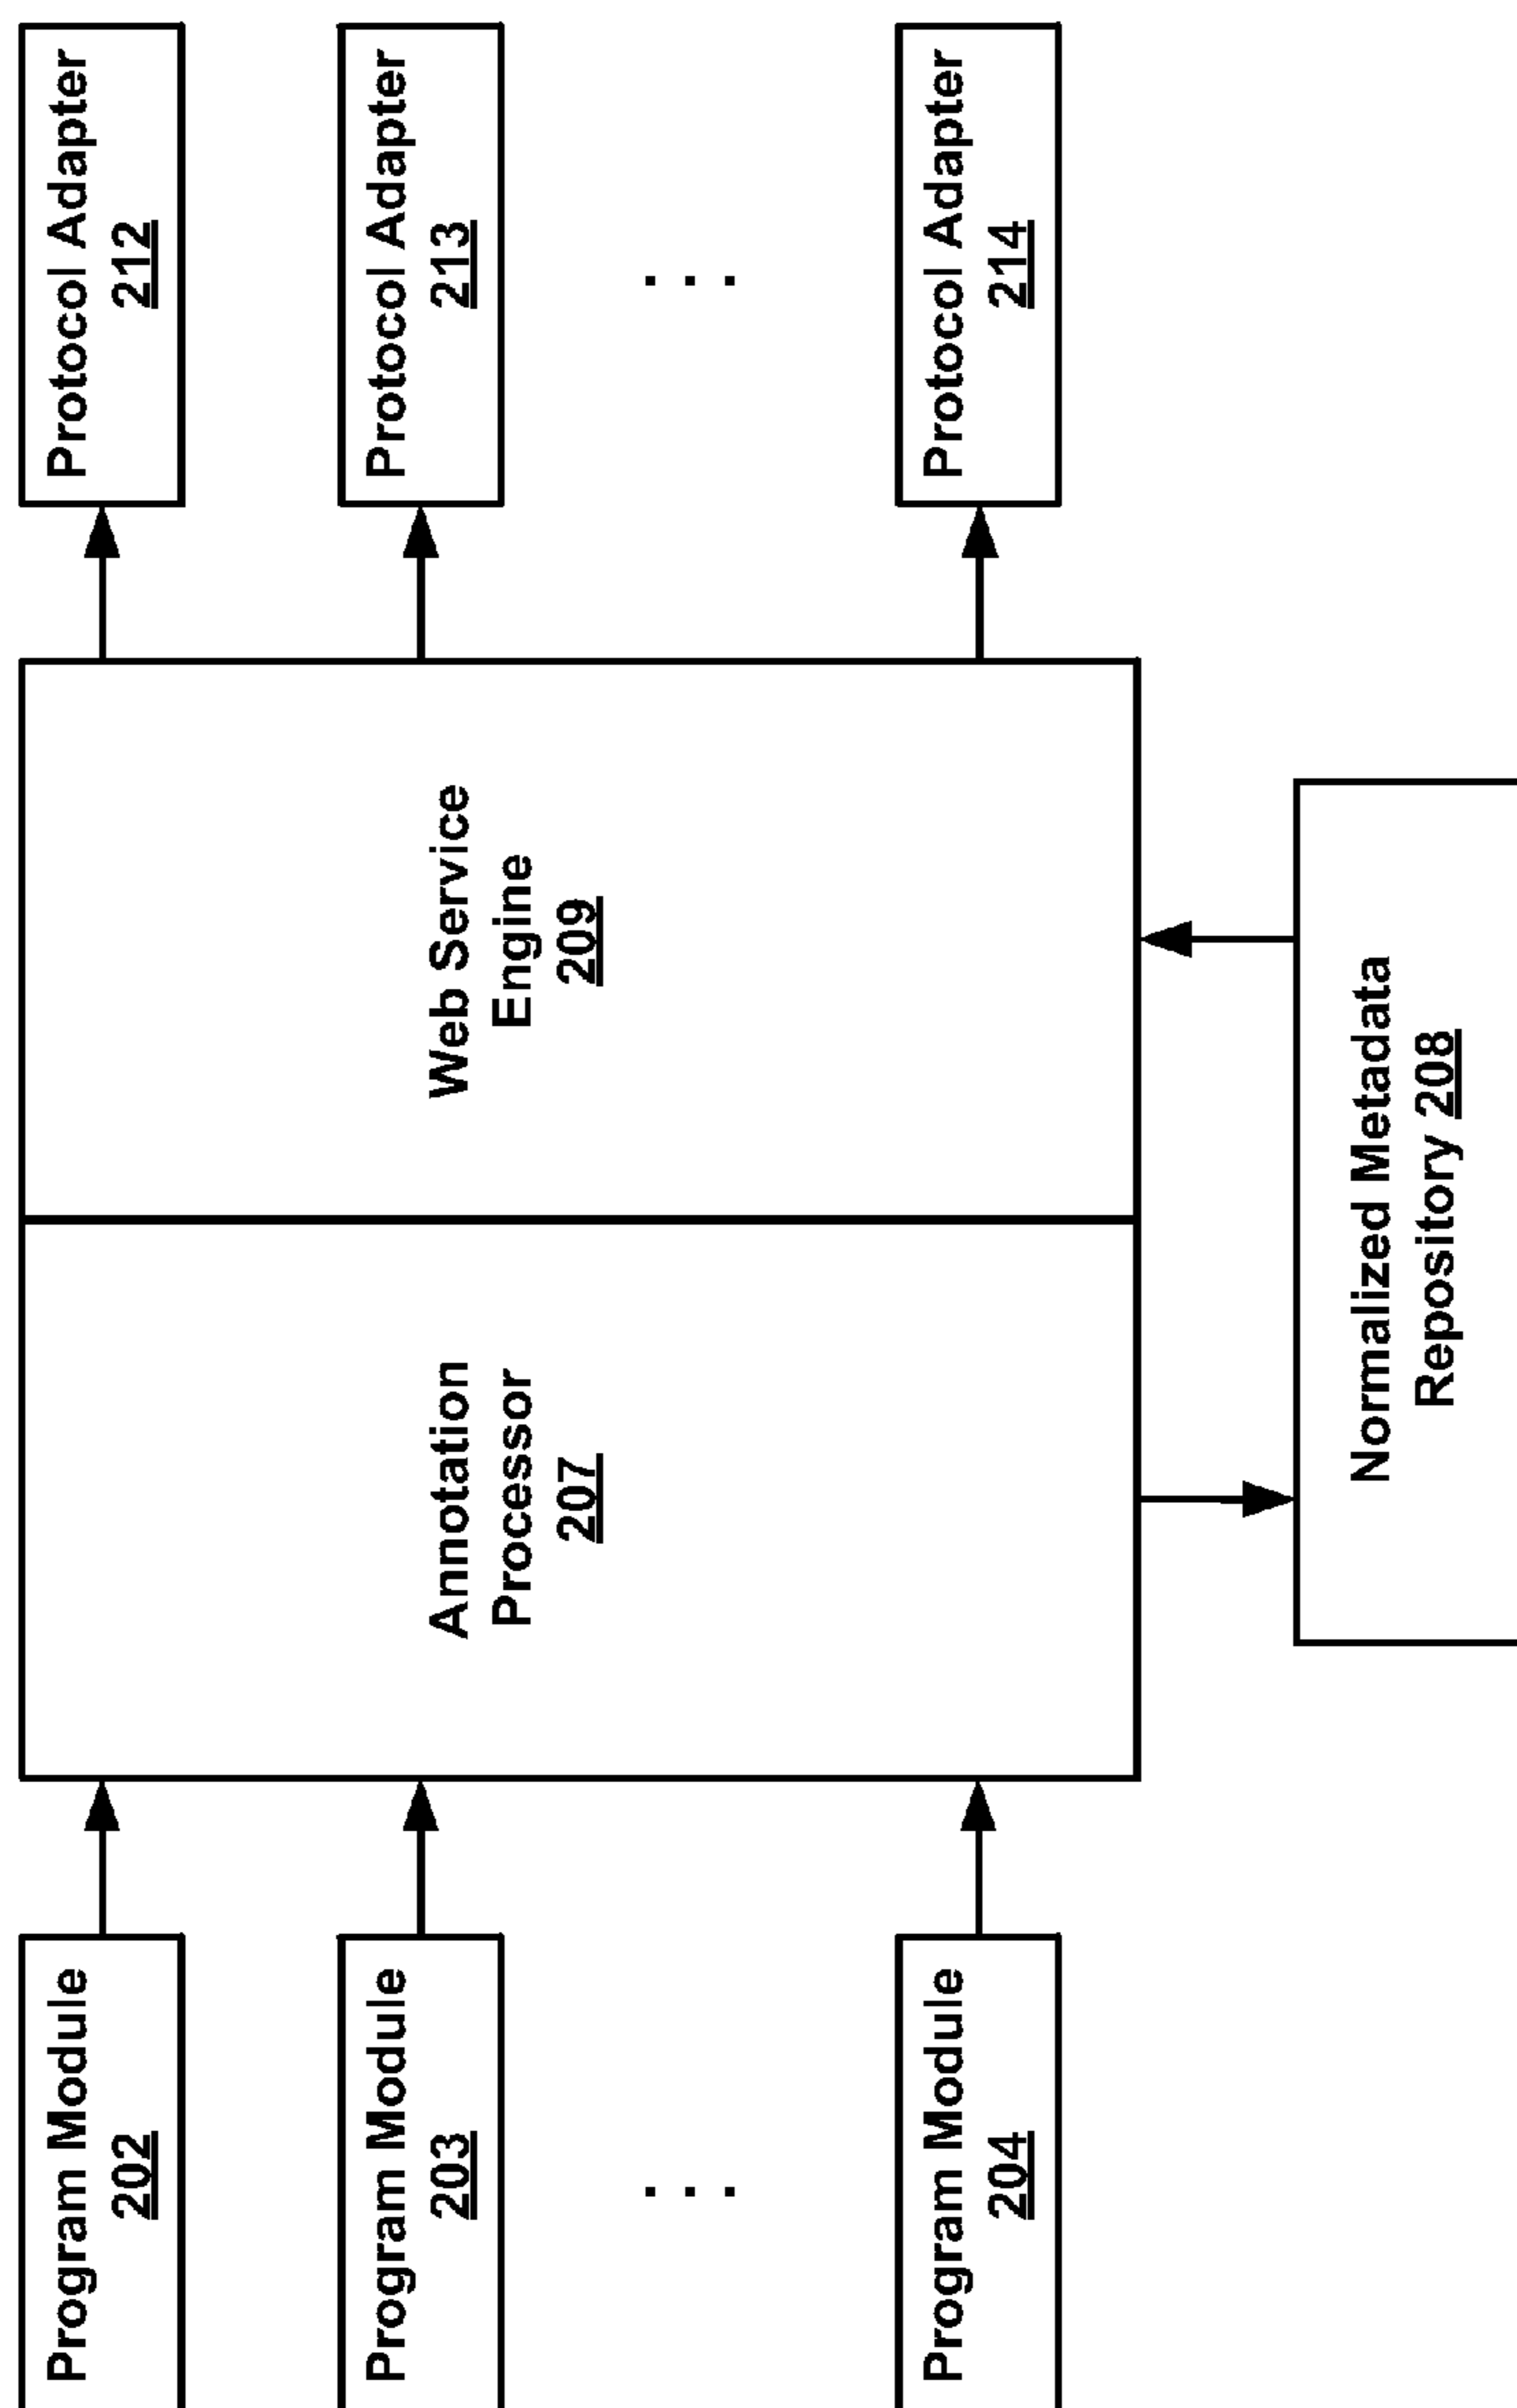 Program Module
202
Program Module
203
. . .
Program Module
204
Annotation
Processor
207
Web Service
Engine
209
Normalized Metadata
Repository 208
Protocol Adapter
212
Protocol Adapter
213
. . .
Protocol Adapter
214